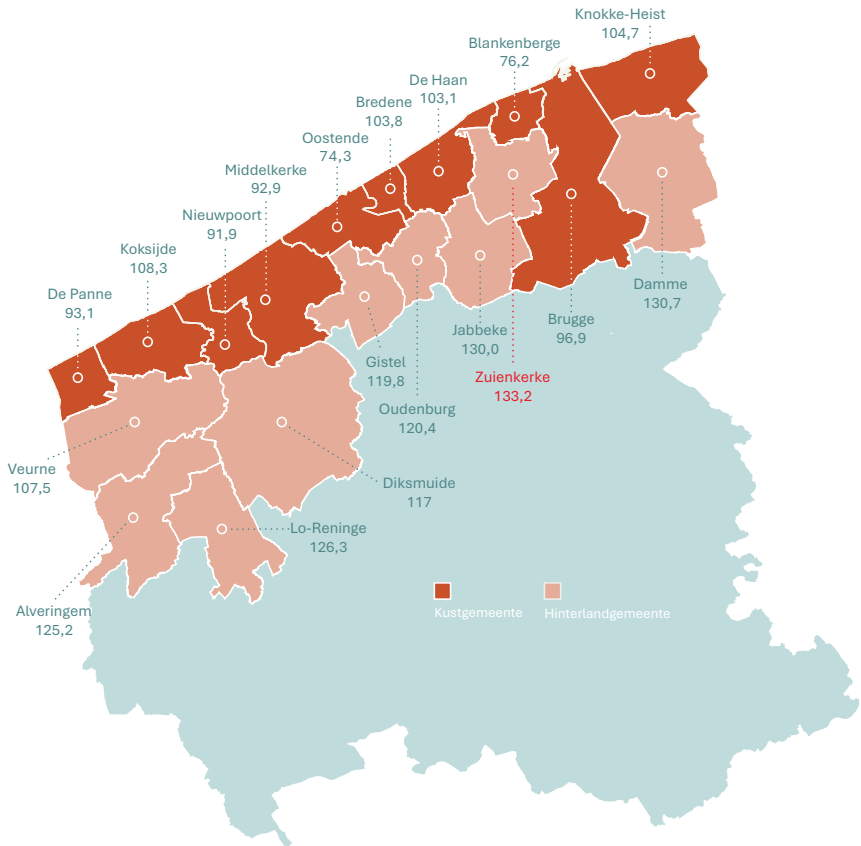 Knokke-Heist
104,7
Blankenberge
76,2
De Haan
103,1
Bredene
103,8
Oostende
74,3
Middelkerke
92,9
Nieuwpoort
91,9
Koksijde
108,3
De Panne
93,1
Damme
130,7
Brugge
96,9
Jabbeke
130,0
Zuienkerke
133,2
Gistel
119,8
Oudenburg
120,4
Veurne
107,5
Diksmuide
117
Lo-Reninge
126,3
Alveringem
125,2
Kustgemeente
Hinterlandgemeente